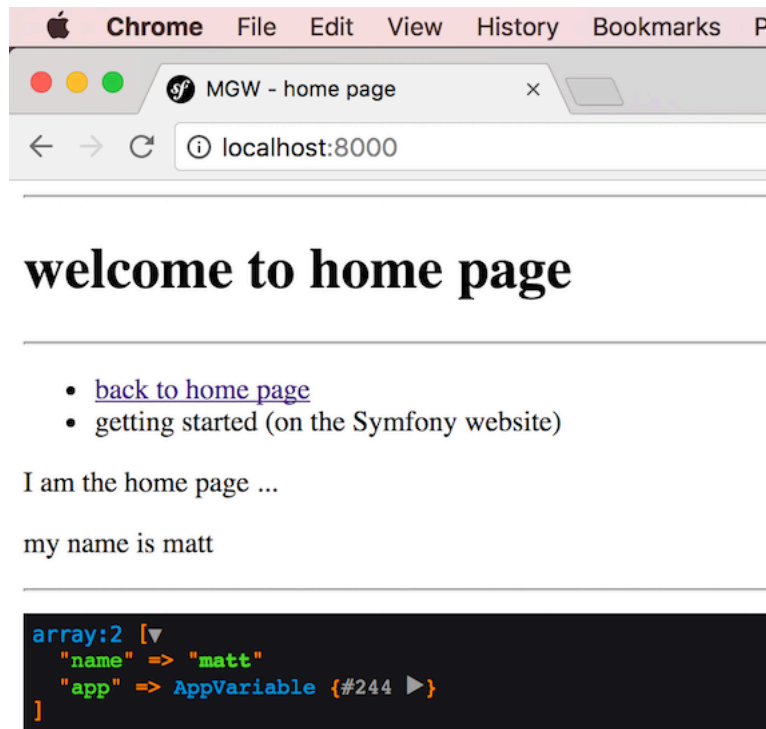 Chrome File Edit View History Bookmarks P
sf MGW - home page ×
localhost:8000
welcome to home page
• back to home page
• getting started (on the Symfony website)
I am the home page ...
my name is matt
array:2 [▼
"name" => "matt"
"app" => AppVariable {#244 ▶}
]